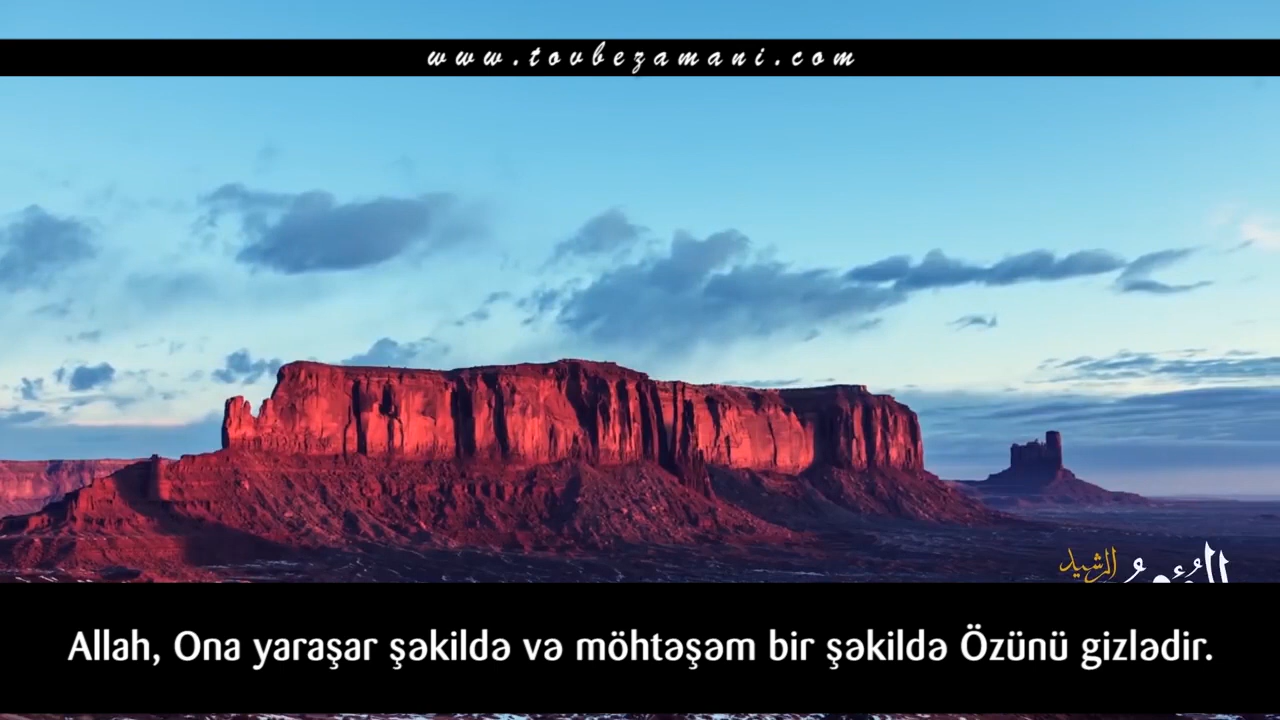 www.tovbezamani.com
الرشيد
Allah, Ona yaraşar şəkildə və möhtəşəm bir şəkildə Özünü gizlədir.